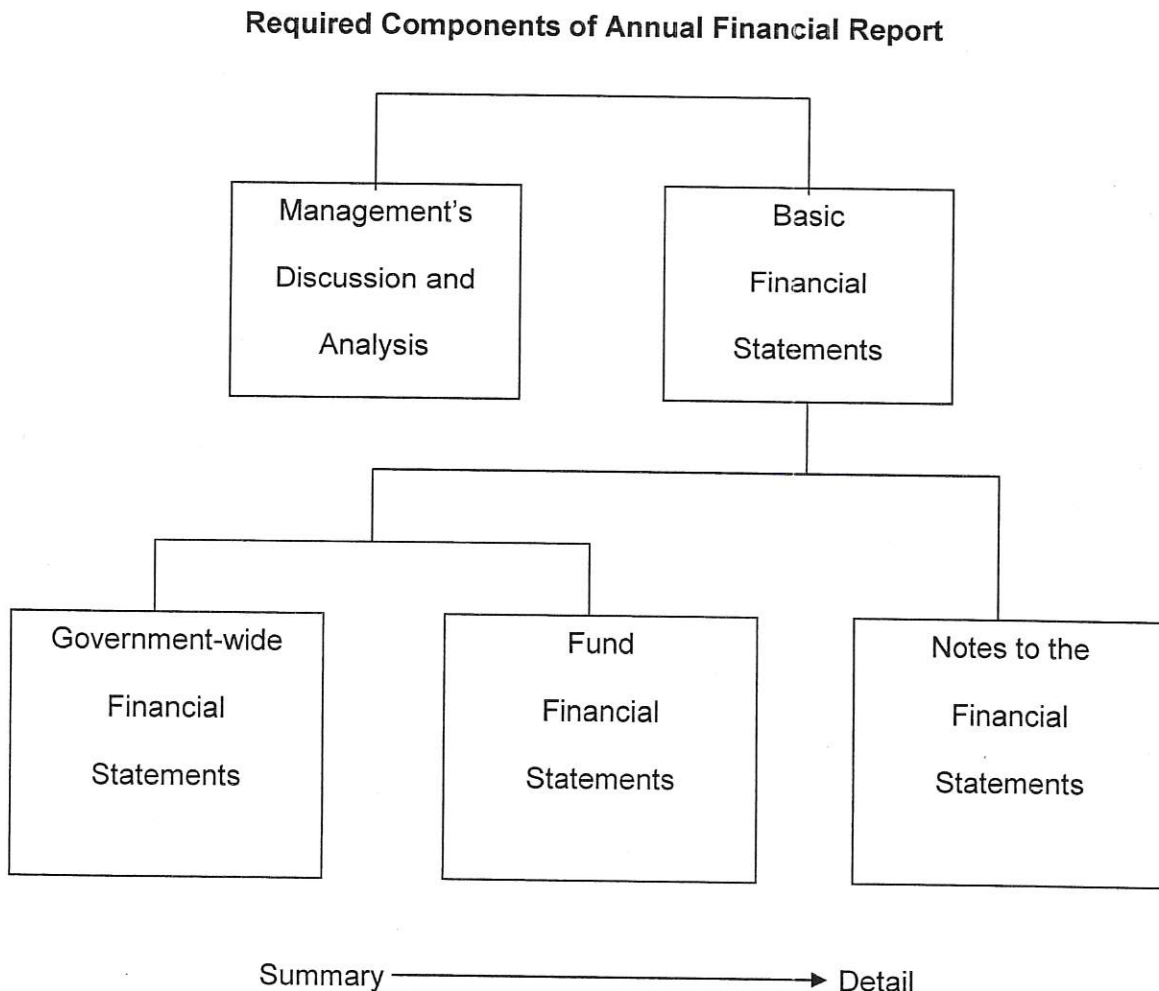 Required Components of Annual Financial Report
Management's
Discussion and
Analysis
Basic
Financial
Statements
Government-wide
Financial
Statements
Fund
Financial
Statements
Notes to the
Financial
Statements
Summary
Detail